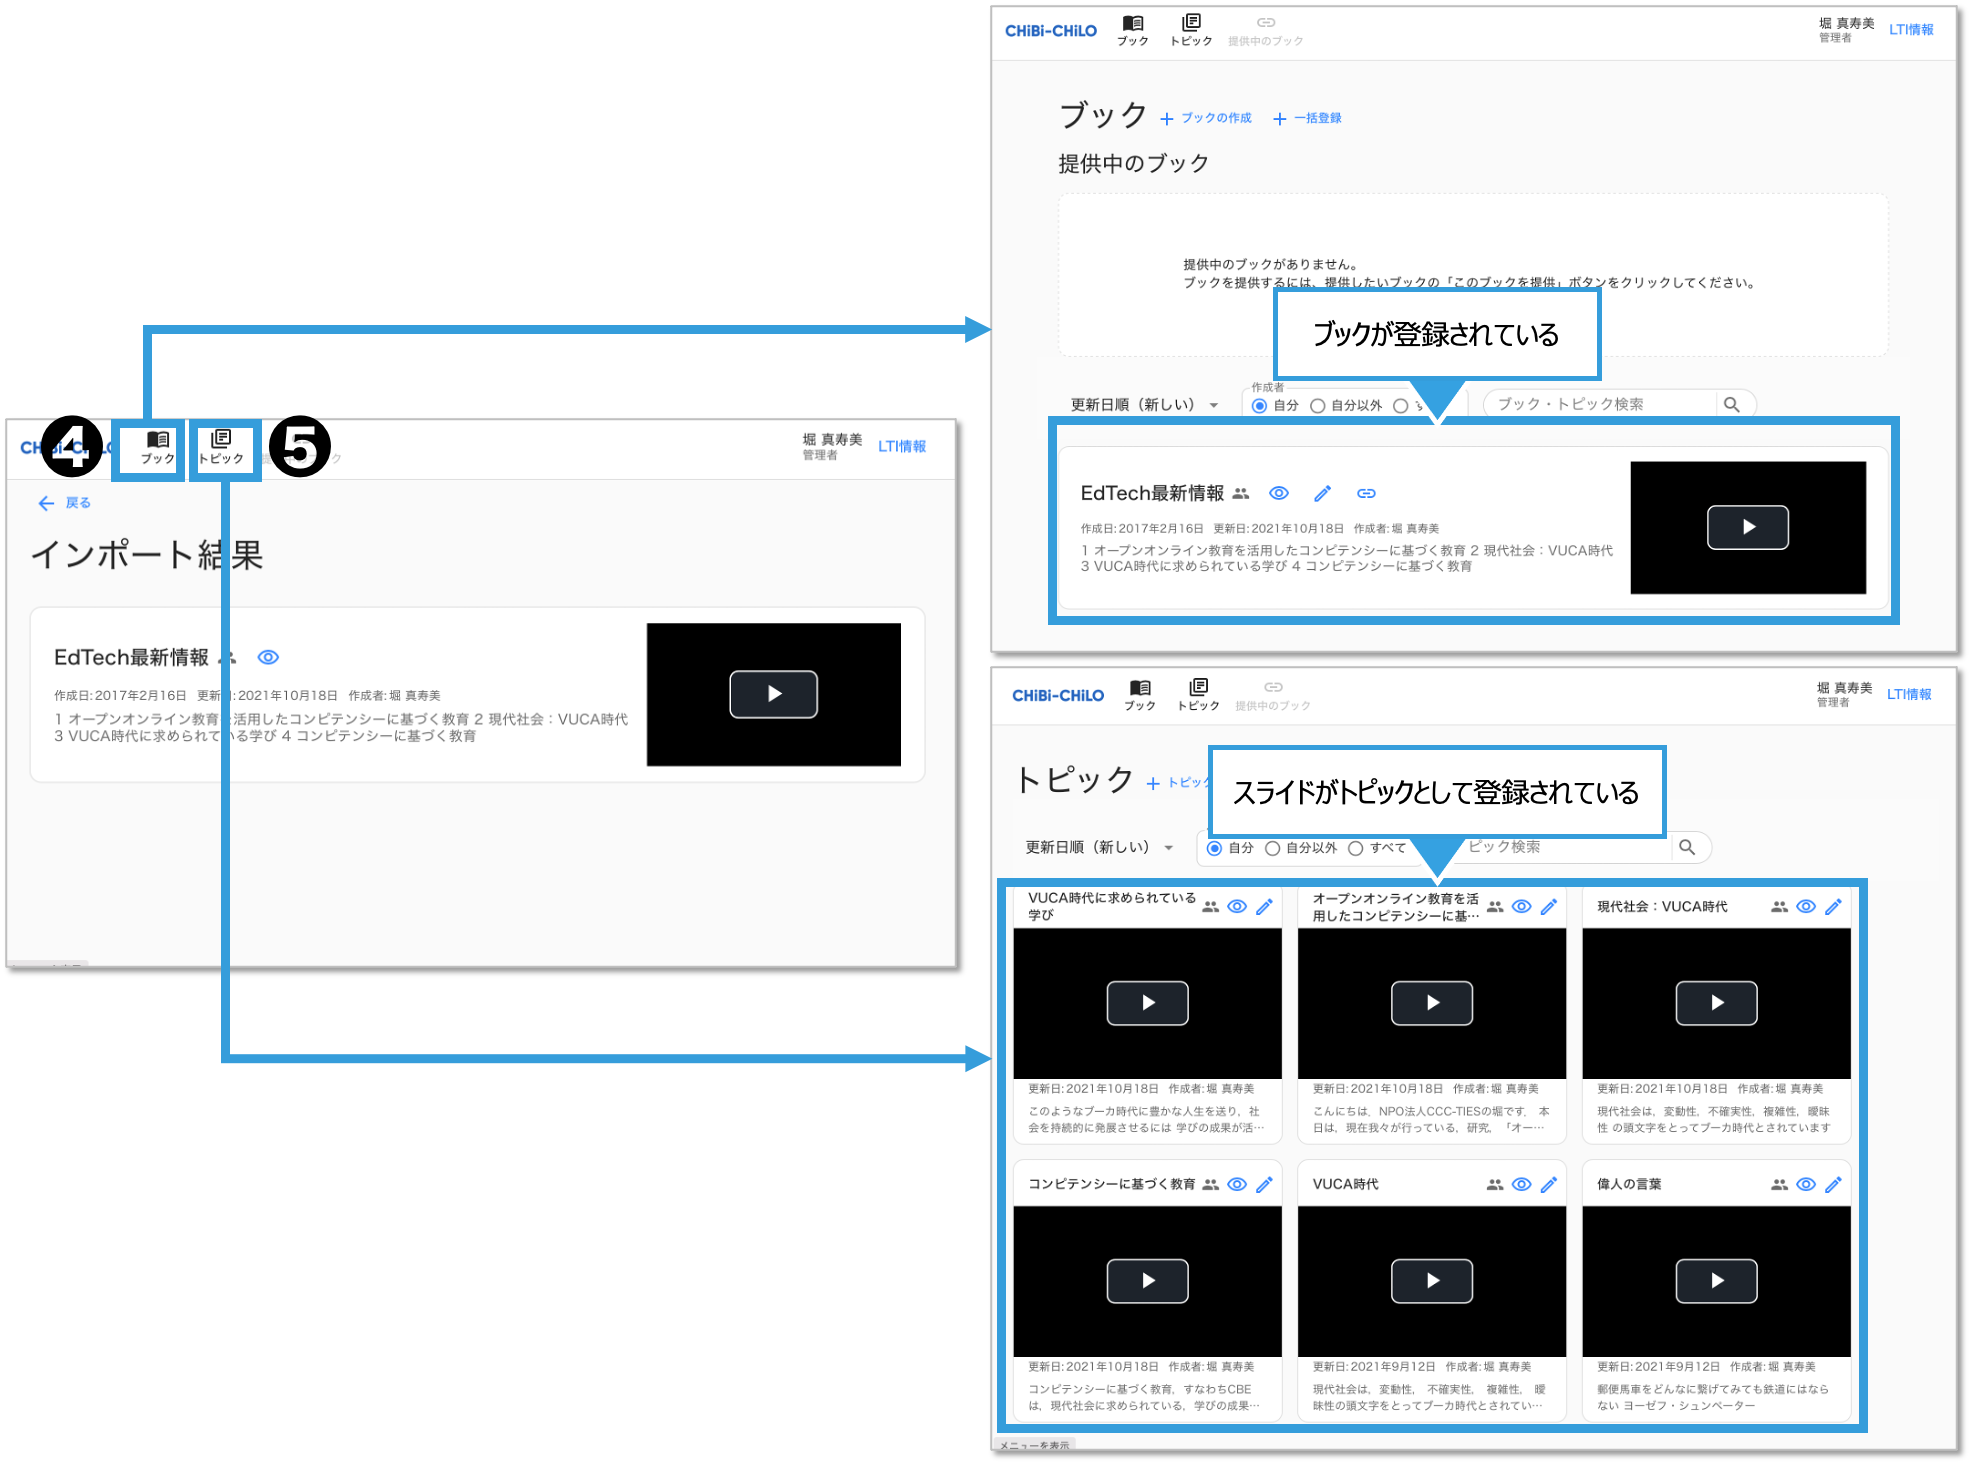 CHiBi-CHiLO
ブック
トピック
提供中のブック
堀 真寿美
管理者
LTI情報
ブック
+ ブックの作成
+ 一括登録
提供中のブック
提供中のブックがありません。
ブックを提供するには、提供したいブックの「このブックを提供」ボタンをクリックしてください。
ブックが登録されている
更新日順（新しい）
作成者
自分
自分以外
ブック・トピック検索
EdTech最新情報
作成日:2017年2月16日 更新日:2021年10月18日 作成者:堀 真寿美
1 オープンオンライン教育を活用したコンピテンシーに基づく教育 2 現代社会：VUCA時代
3 VUCA時代に求められている学び 4 コンピテンシーに基づく教育
4
ブック
トピック
5
堀 真寿美
管理者
LTI情報
戻る
インポート結果
EdTech最新情報
作成日:2017年2月16日 更新日:2021年10月18日 作成者:堀 真寿美
1 オープンオンライン教育を活用したコンピテンシーに基づく教育 2 現代社会：VUCA時代
3 VUCA時代に求められている学び 4 コンピテンシーに基づく教育
CHiBi-CHiLO
ブック
トピック
提供中のブック
堀 真寿美
管理者
LTI情報
トピック
+ トピック
スライドがトピックとして登録されている
更新日順（新しい）
自分
自分以外
すべて
ピック検索
VUCA時代に求められている
学び
更新日:2021年10月18日 作成者:堀 真寿美
このようなブーカ時代に豊かな人生を送り，社
会を持続的に発展させるには 学びの成果が活…
オープンオンライン教育を活
用したコンピテンシーに基…
更新日:2021年10月18日 作成者:堀 真寿美
こんにちは，NPO法人CCC-TIESの堀です， 本
日は，現在我々が行っている，研究， 「オー…
現代社会：VUCA時代
更新日:2021年10月18日 作成者:堀 真寿美
現代社会は，変動性，不確実性，複雑性，曖昧
性 の頭文字をとってブーカ時代とされています
コンピテンシーに基づく教育
更新日:2021年10月18日 作成者:堀 真寿美
コンピテンシーに基づく教育，すなわちCBE
は，現代社会に求められている，学びの成果…
VUCA時代
更新日:2021年9月12日 作成者:堀 真寿美
現代社会は，変動性， 不確実性， 複雑性， 曖
昧性の頭文字をとってブーカ時代とされてい…
偉人の言葉
更新日:2021年9月12日 作成者:堀 真寿美
郵便馬車をどんなに繋げてみても鉄道にはなら
ない ヨーゼフ・シュンペーター
メニューを表示